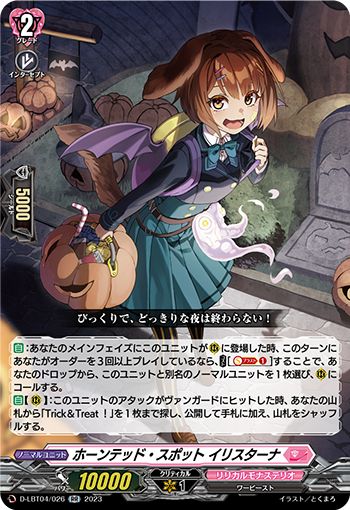 2
グレード
インターセプト
5000
シールド
びっくりで、どっきりな夜は終わらない！
自:あなたのメインフェイズにこのユニットがRに登場した時、このターンに
あなたがオーダーを3回以上プレイしているなら、【カウンターブラスト1】することで、あ
なたのドロップから、このユニットと別名のノーマルユニットを1枚選び、Rに
コールする。
自【R】:このユニットのアタックがヴァンガードにヒットした時、あなたの山
札から「Trick＆Treat！」を1枚まで探し、公開して手札に加え、山札をシャッフ
ルする。
ノーマルユニット
ホーンテッド・スポット イリスターナ
パワー
10000
クリティカル
1
リリカルモナステリオ
ワービースト
D-LBT04/026 RR 2023
イラスト／とくまろ